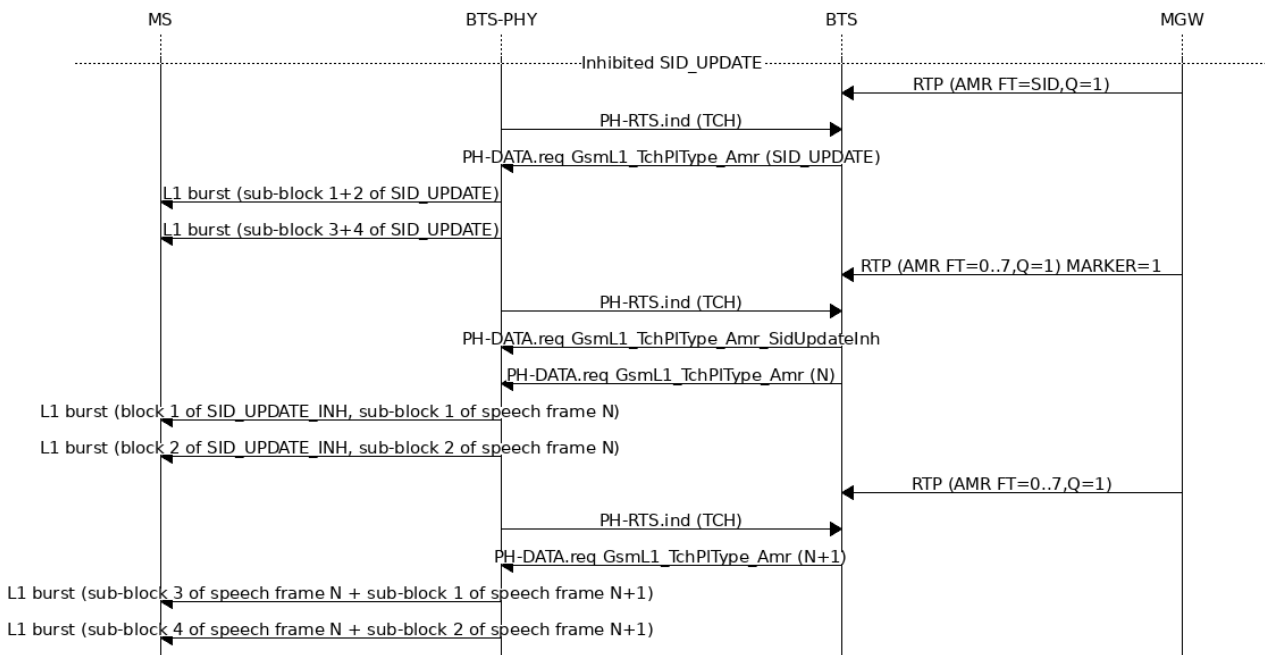 MS BTS-PHY BTS MGW
Inhibited SID_UPDATE
RTP (AMR FT=SID,Q=1)
PH-RTS.ind (TCH)
PH-DATA.req GsmL1_TchPlType_Amr (SID_UPDATE)
L1 burst (sub-block 1+2 of SID_UPDATE)
L1 burst (sub-block 3+4 of SID_UPDATE)
RTP (AMR FT=0..7,Q=1) MARKER=1
PH-RTS.ind (TCH)
PH-DATA.req GsmL1_TchPlType_Amr_SidUpdateInh
PH-DATA.req GsmL1_TchPlType_Amr (N)
L1 burst (block 1 of SID_UPDATE_INH, sub-block 1 of speech frame N)
L1 burst (block 2 of SID_UPDATE_INH, sub-block 2 of speech frame N)
RTP (AMR FT=0..7,Q=1)
PH-RTS.ind (TCH)
PH-DATA.req GsmL1_TchPlType_Amr (N+1)
L1 burst (sub-block 3 of speech frame N + sub-block 1 of speech frame N+1)
L1 burst (sub-block 4 of speech frame N + sub-block 2 of speech frame N+1)